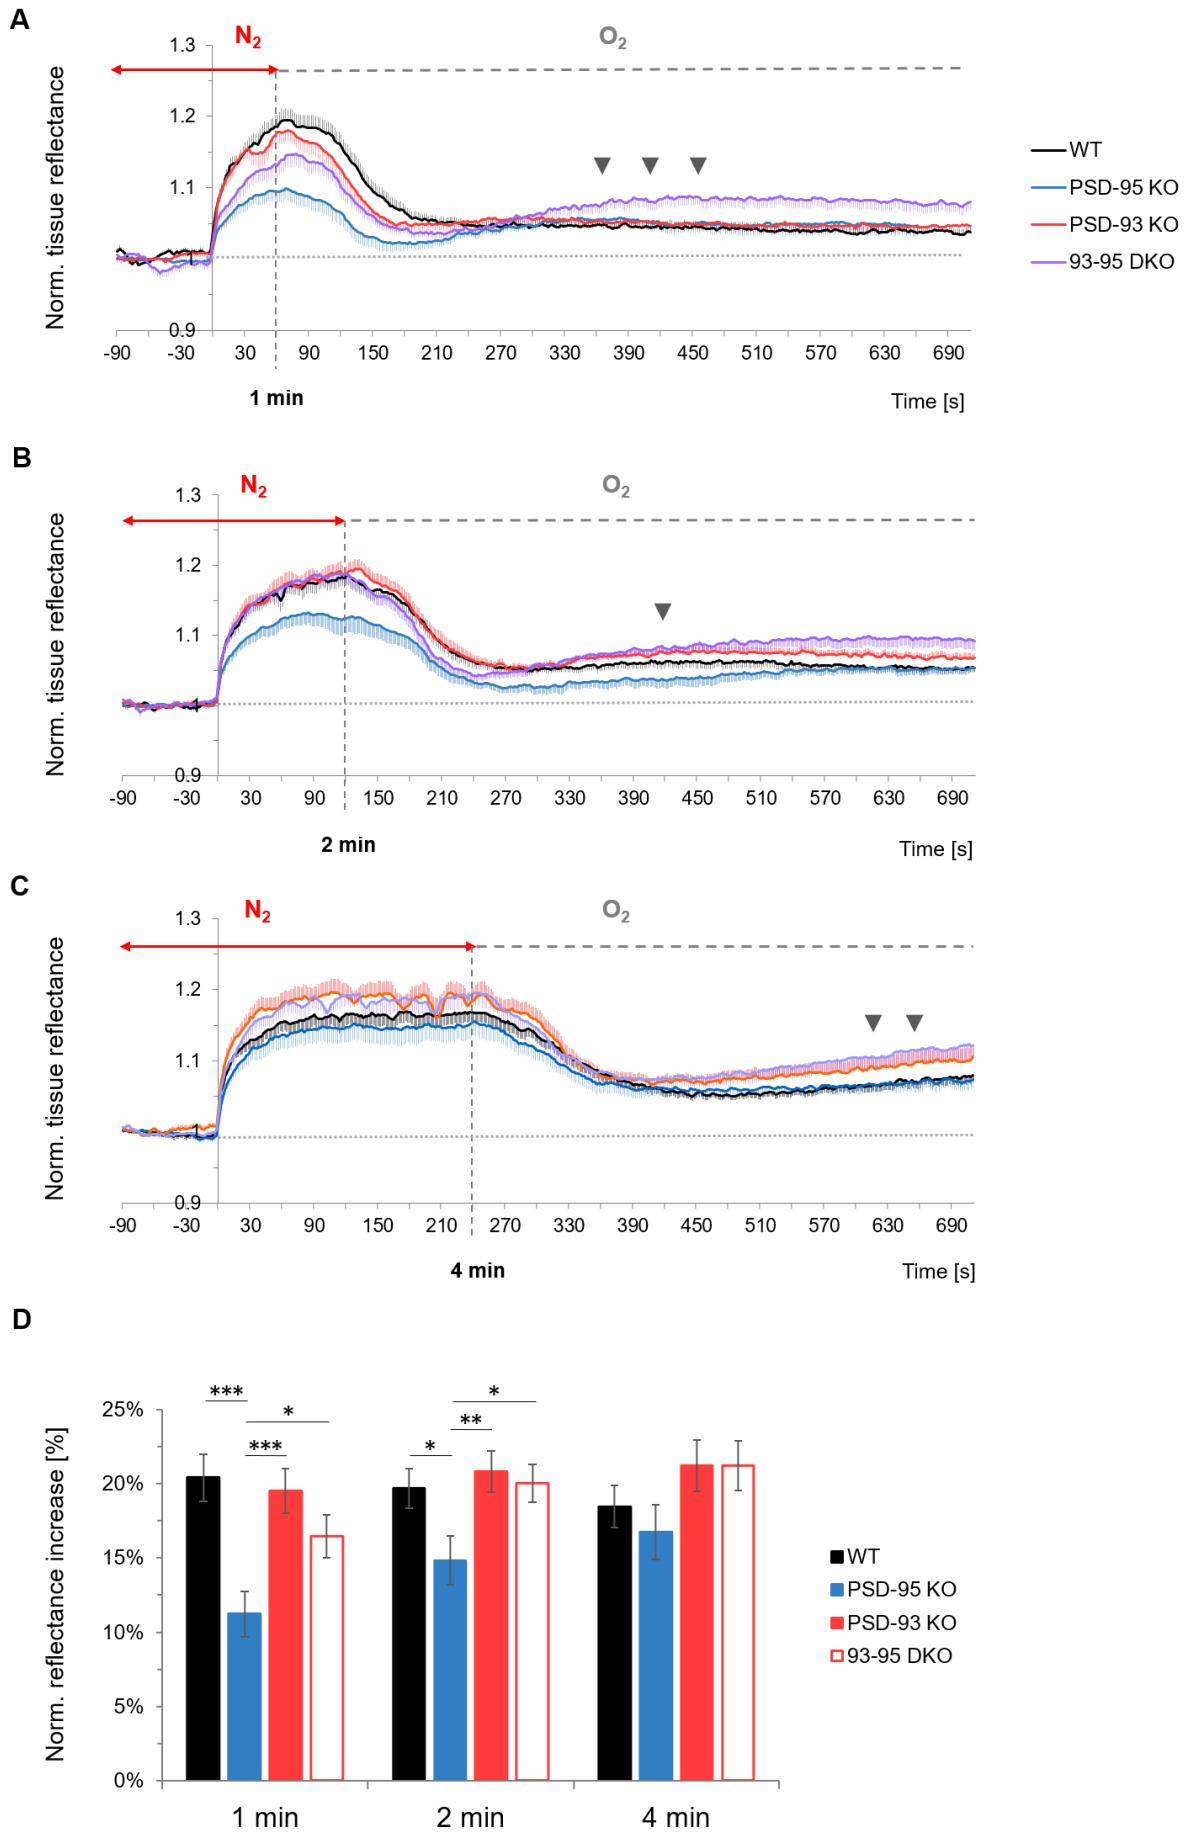 A
N2
O2
1.3
1.2
1.1
0.9
Norm. tissue reflectance
WT
PSD-95 KO
PSD-93 KO
93-95 DKO
-90 -30 30 90 150 210 270 330 390 450 510 570 630 690
1 min
Time [s]
B
N2
O2
1.3
1.2
1.1
1.0
0.9
Norm. tissue reflectance
-90 -30 30 90 150 210 270 330 390 450 510 570 630 690
2 min
Time [s]
C
N2
O2
1.3
1.2
1.1
1.0
0.9
Norm. tissue reflectance
-90 -30 30 90 150 210 270 330 390 450 510 570 630 690
4 min
Time [s]
D
25%
20%
15%
10%
5%
0%
Norm. reflectance increase [%]
*** * *** * ** *
WT
PSD-95 KO
PSD-93 KO
93-95 DKO
1 min 2 min 4 min